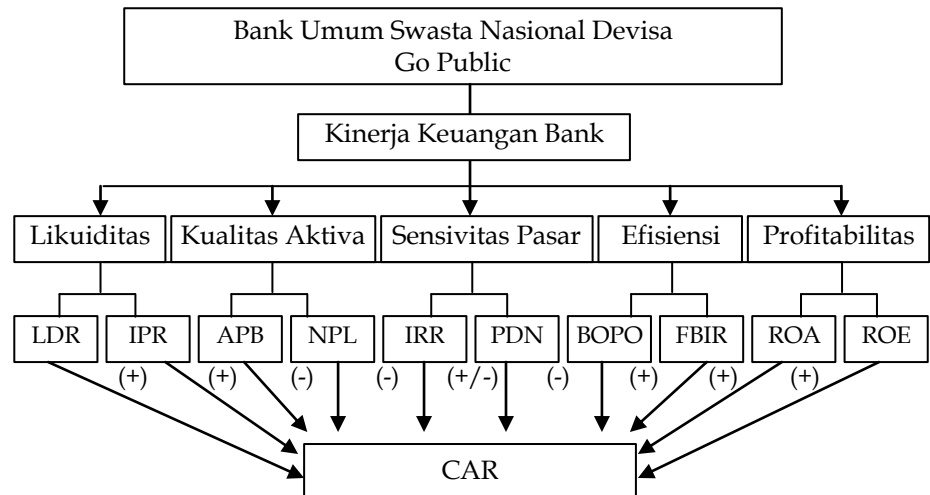 Bank Umum Swasta Nasional Devisa
Go Public
Kinerja Keuangan Bank
Likuiditas Kualitas Aktiva Sensivitas Pasar Efisiensi Profitabilitas
LDR IPR APB NPL IRR PDN BOPO FBIR ROA ROE
(+) (+) (-) (-) (+/-) (-) (+) (+) (+)
CAR